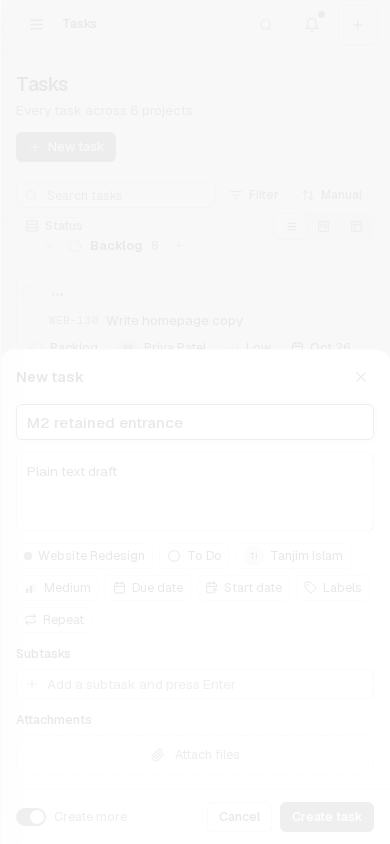 Tasks
Tasks
Every task across 6 projects
+ New task
Search tasks Filter Manual
Status
Backlog 8 +
...
WEB-130 Write homepage copy
Backlog Priya Patel Low Oct 26
New task
M2 retained entrance
Plain text draft
Website Redesign To Do TI Tanjim Islam
Medium Due date Start date Labels
Repeat
Subtasks
+ Add a subtask and press Enter
Attachments
Attach files
Create more Cancel Create task